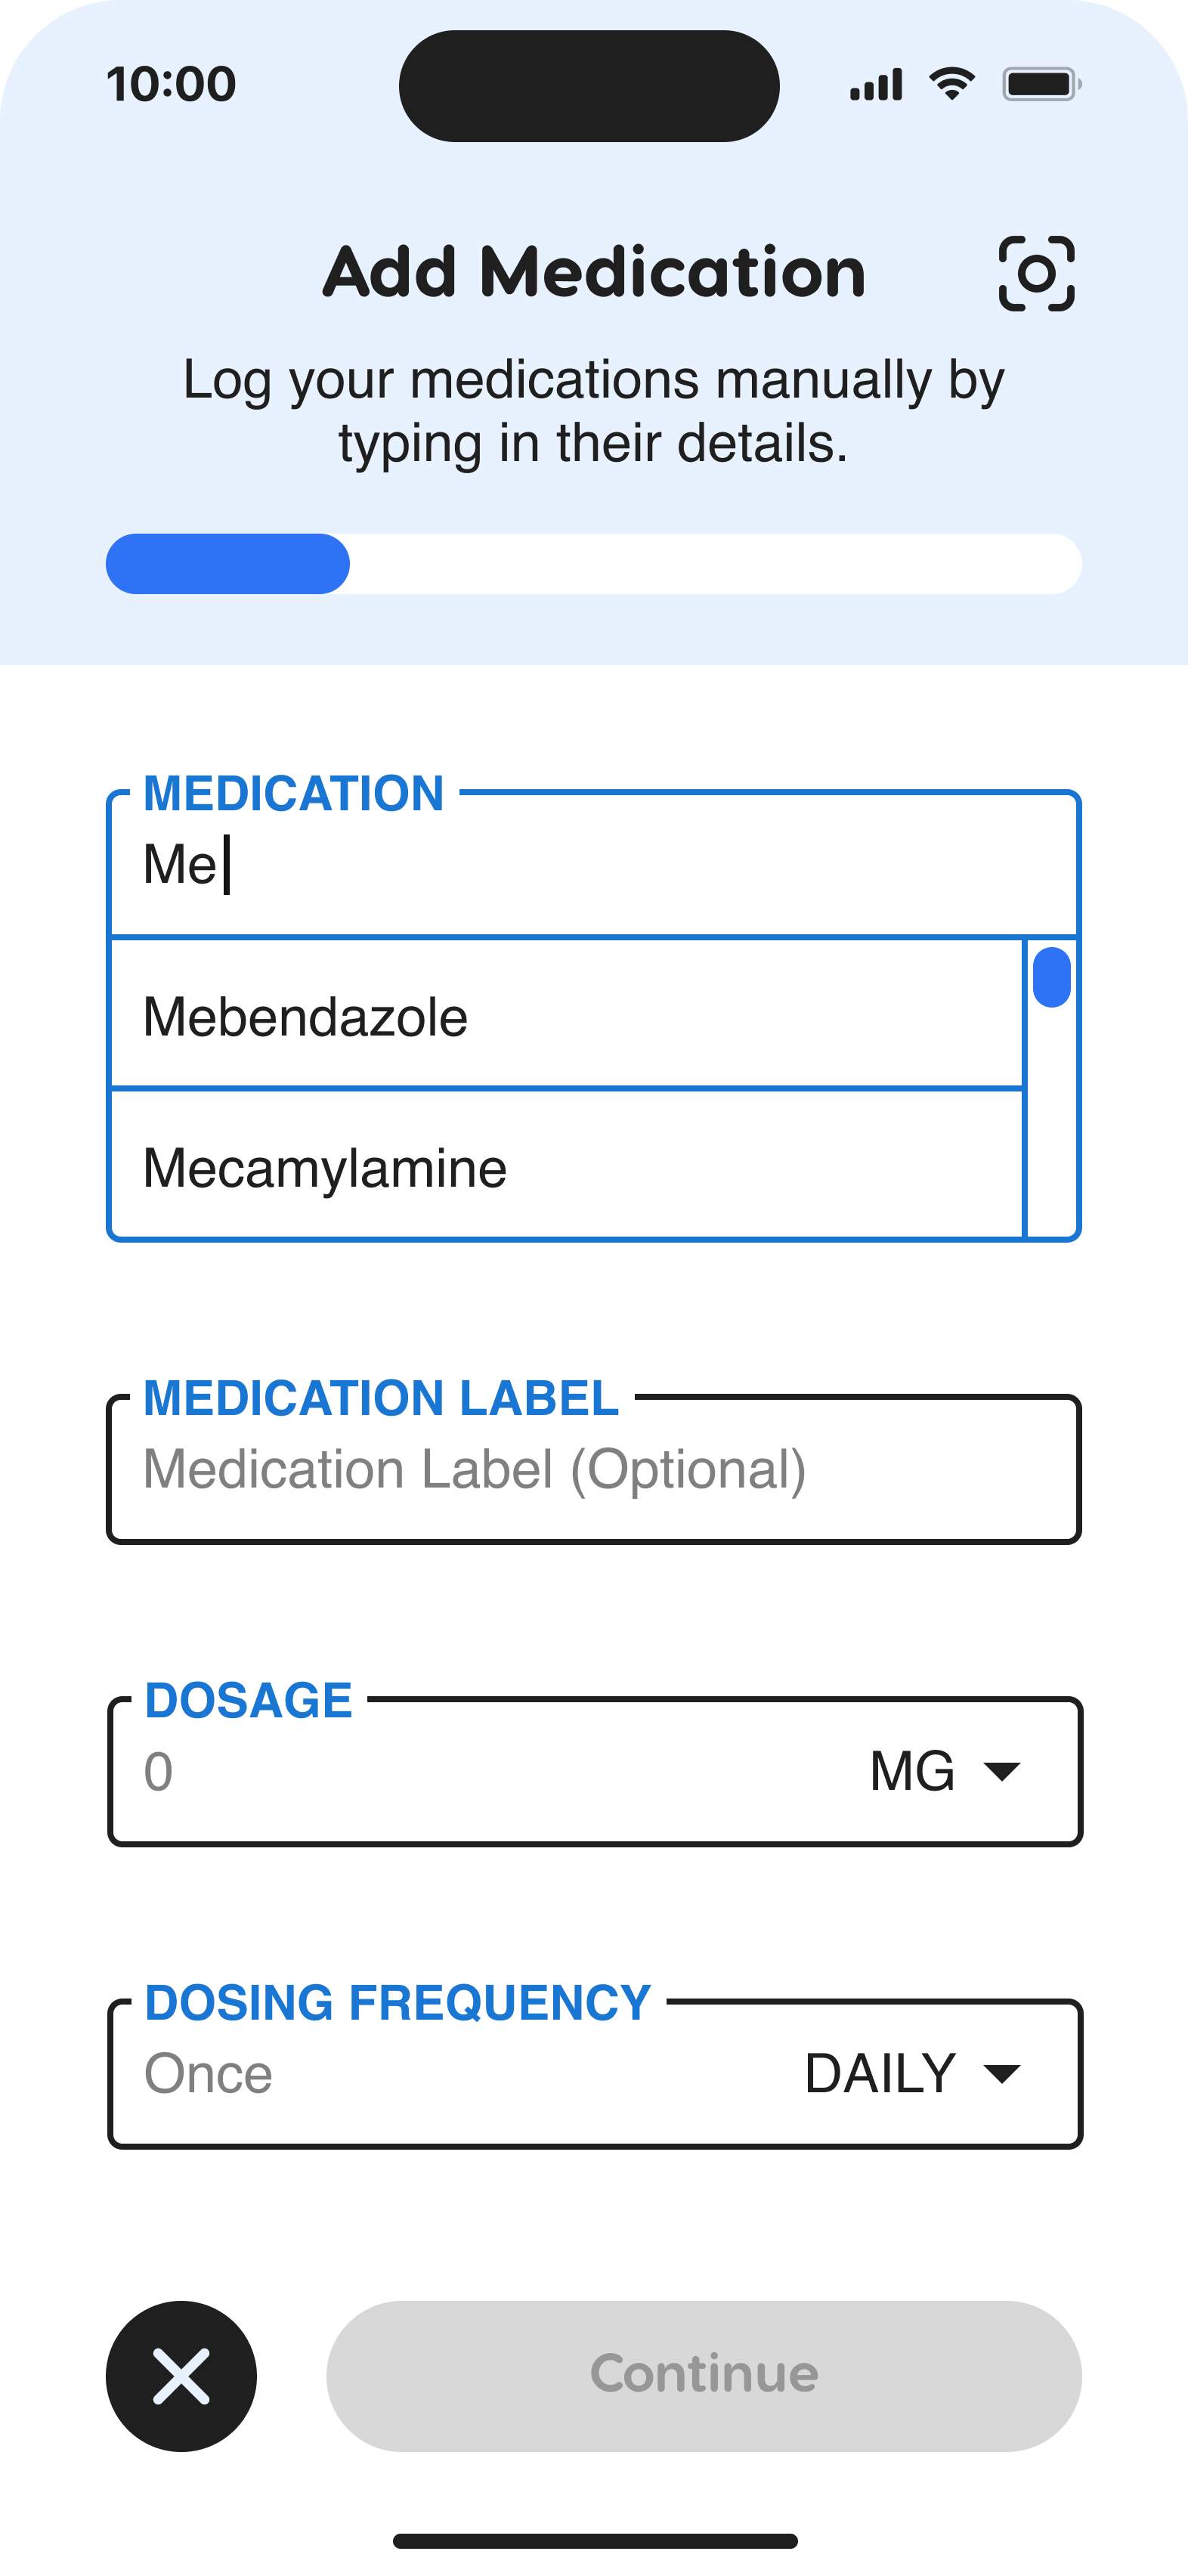 10:00
Add Medication
Log your medications manually by
typing in their details.
MEDICATION
Me
Mebendazole
Mecamylamine
MEDICATION LABEL
Medication Label (Optional)
DOSAGE
0 MG
DOSING FREQUENCY
Once DAILY
Continue